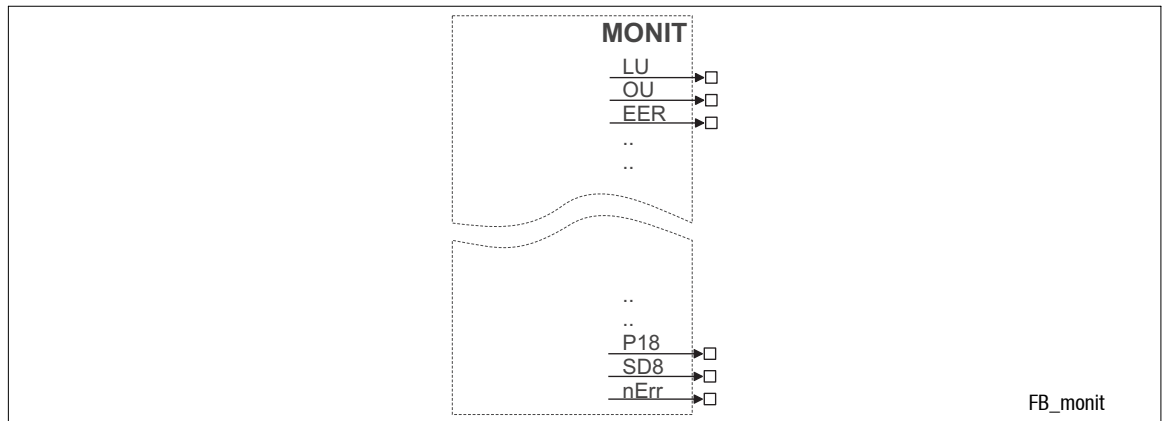 MONIT
LU
OU
EER
..
..
..
..
P18
SD8
nErr
FB_monit